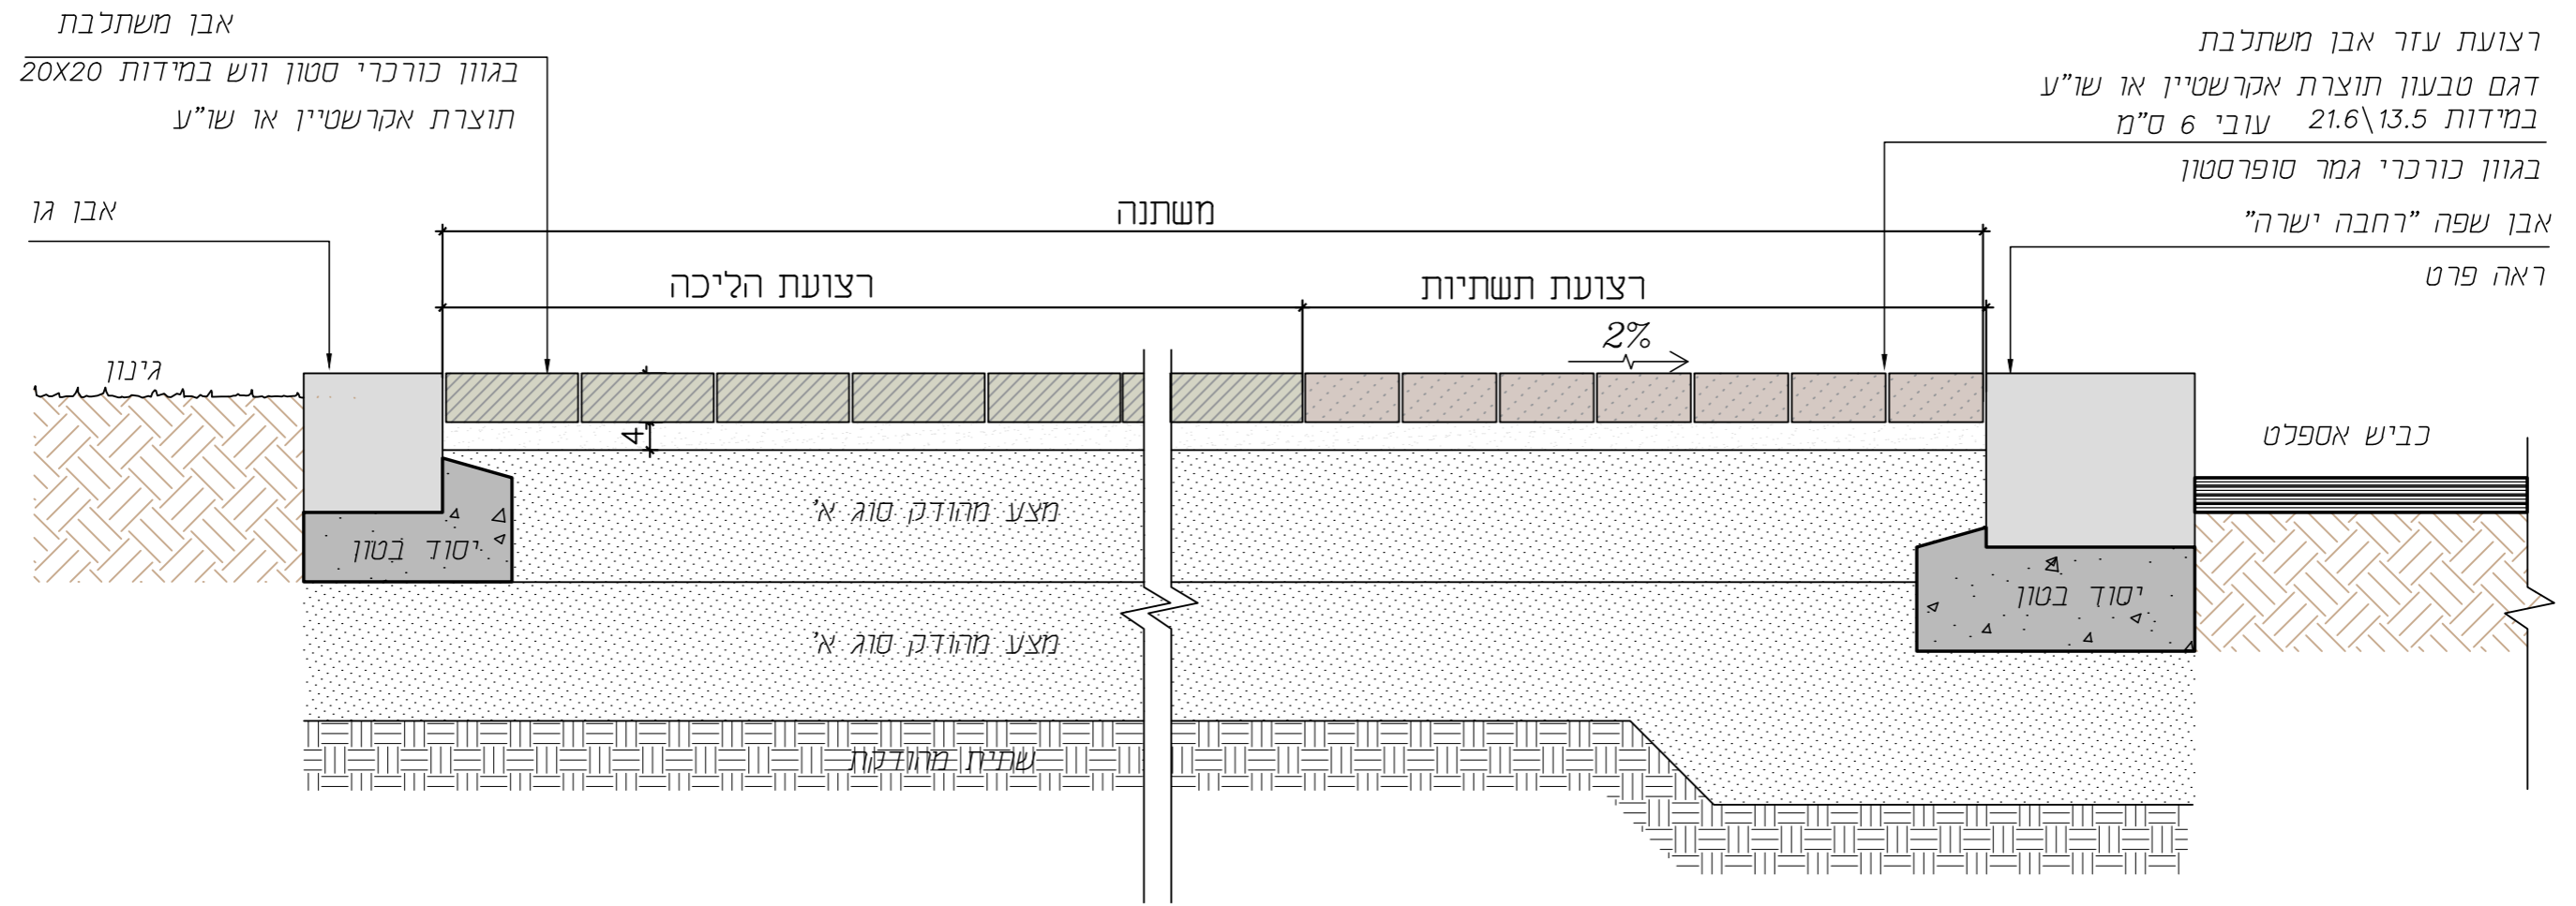 אבן משתלבת
בגוון כורכרי סטון ווש במידות 20X20
תוצרת אקרשטיין או שו"ע
רצועת עזר אבן משתלבת
דגם טבעון תוצרת אקרשטיין או שו"ע
במידות 21.6\13.5 עובי 6 ס"מ
בגוון כורכרי גמר סופרסטון
אבן שפה "רחבה ישרה"
ראה פרט
אבן גן
משתנה
רצועת תשתיות
רצועת הליכה
2%
גינון
4
כביש אספלט
מצע מהודק סוג א'
יסוד בטון
יסוד בטון
מצע מהודק סוג א'
שתית מהודקת